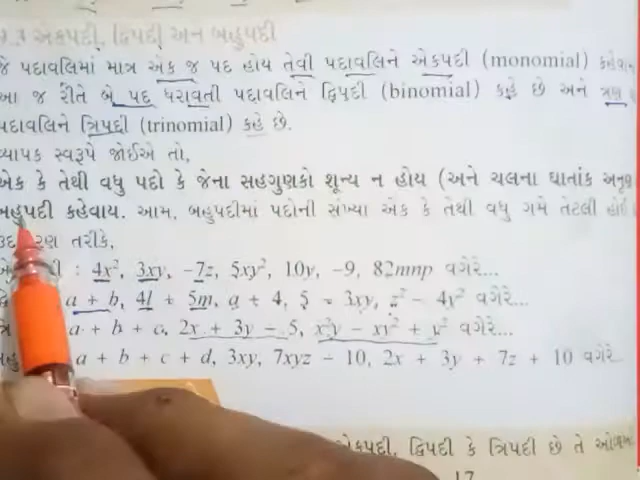 એકપદી, દ્વિપદી અને બહુપદી
જે પદાવલિમાં માત્ર એક જ પદ હોય તેવી પદાવલિને એકપદી (monomial)
આ જ રીતે બે પદ ધરાવતી પદાવલિને દ્વિપદી (binomial) કહે છે અને ત્રણ
પદાવલિને ત્રિપદી (trinomial) કહે છે.
વ્યાપક સ્વરૂપે જોઈએ તો,
એક કે તેથી વધુ પદો કે જેના સહગુણકો શૂન્ય ન હોય (અને ચલના ઘાતાંક
બહુપદી કહેવાય. આમ, બહુપદીમાં પદોની સંખ્યા એક કે તેથી વધુ ગમે તેટલી
તરીકે,
: 4x², 3xy, -7z, 5xy², 10y, -9, 82mnp વગેરે...
a + b, 4l + 5m, a + 4, 5 - 3xy, z² - 4y² વગેરે...
a + b + c, 2x + 3y - 5, x²y - xy² + y² વગેરે...
a + b + c + d, 3xy, 7xyz - 10, 2x + 3y + 7z + 10 વગેરે...
એકપદી, દ્વિપદી કે ત્રિપદી છે તે
17